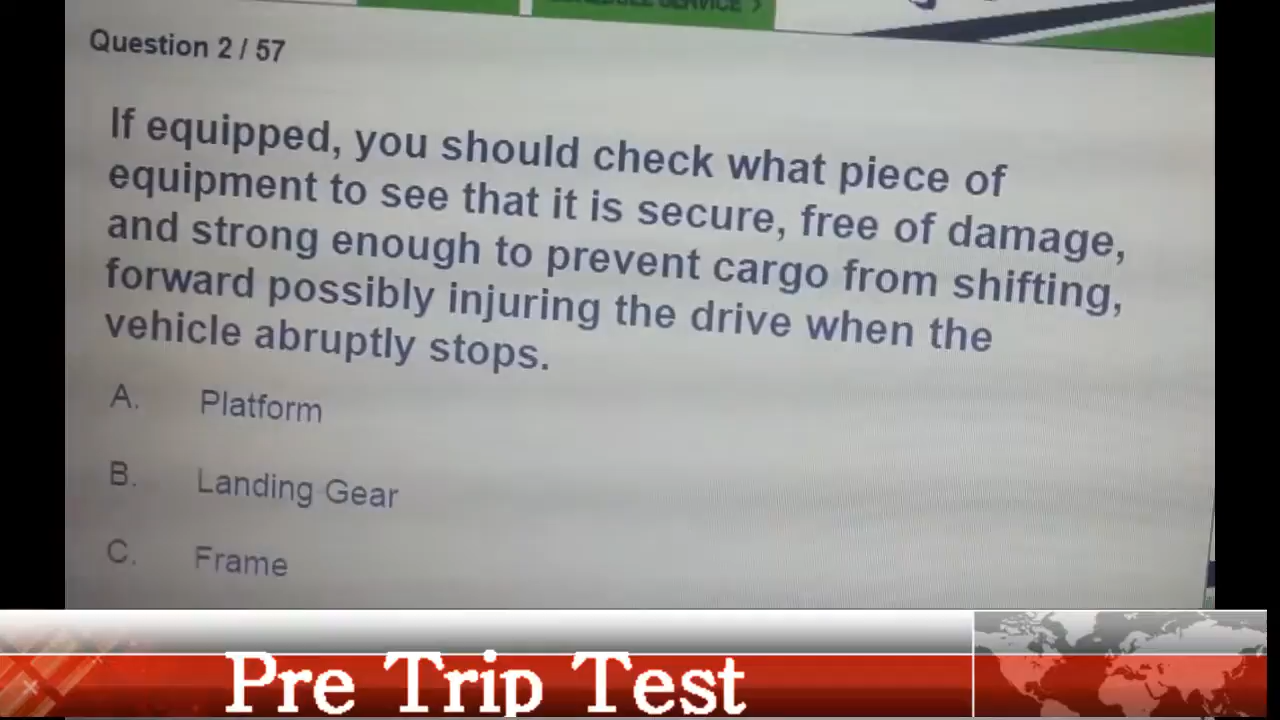 SCHEDULE SERVICE >
Question 2 / 57
If equipped, you should check what piece of
equipment to see that it is secure, free of damage,
and strong enough to prevent cargo from shifting,
forward possibly injuring the drive when the
vehicle abruptly stops.
A. Platform
B. Landing Gear
C. Frame
Pre Trip Test